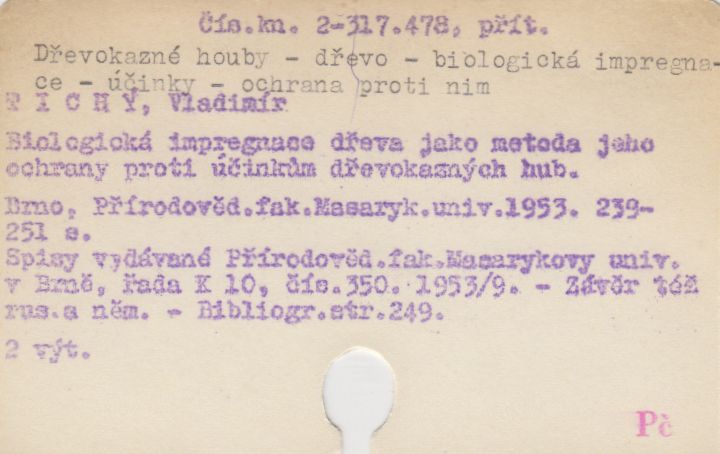 Čís.kn. 2-317.478, přít.
Dřevokazné houby - dřevo - biologická impregna-
ce - účinky - ochrana proti nim
T I C H Ý, Vladimír
Biologická impregnace dřeva jako metoda jeho
ochrany proti účinkům dřevokazných hub.
Brno, Přírodověd.fak.Masaryk.univ.1953. 239-
251 s.
Spisy vydávané Přírodověd.fak.Masarykovy univ.
v Brně, řada K 10, čís.350. 1953/9. - Závěr též
rus.a něm. - Bibliogr.str.249.
2 výt.
Pč